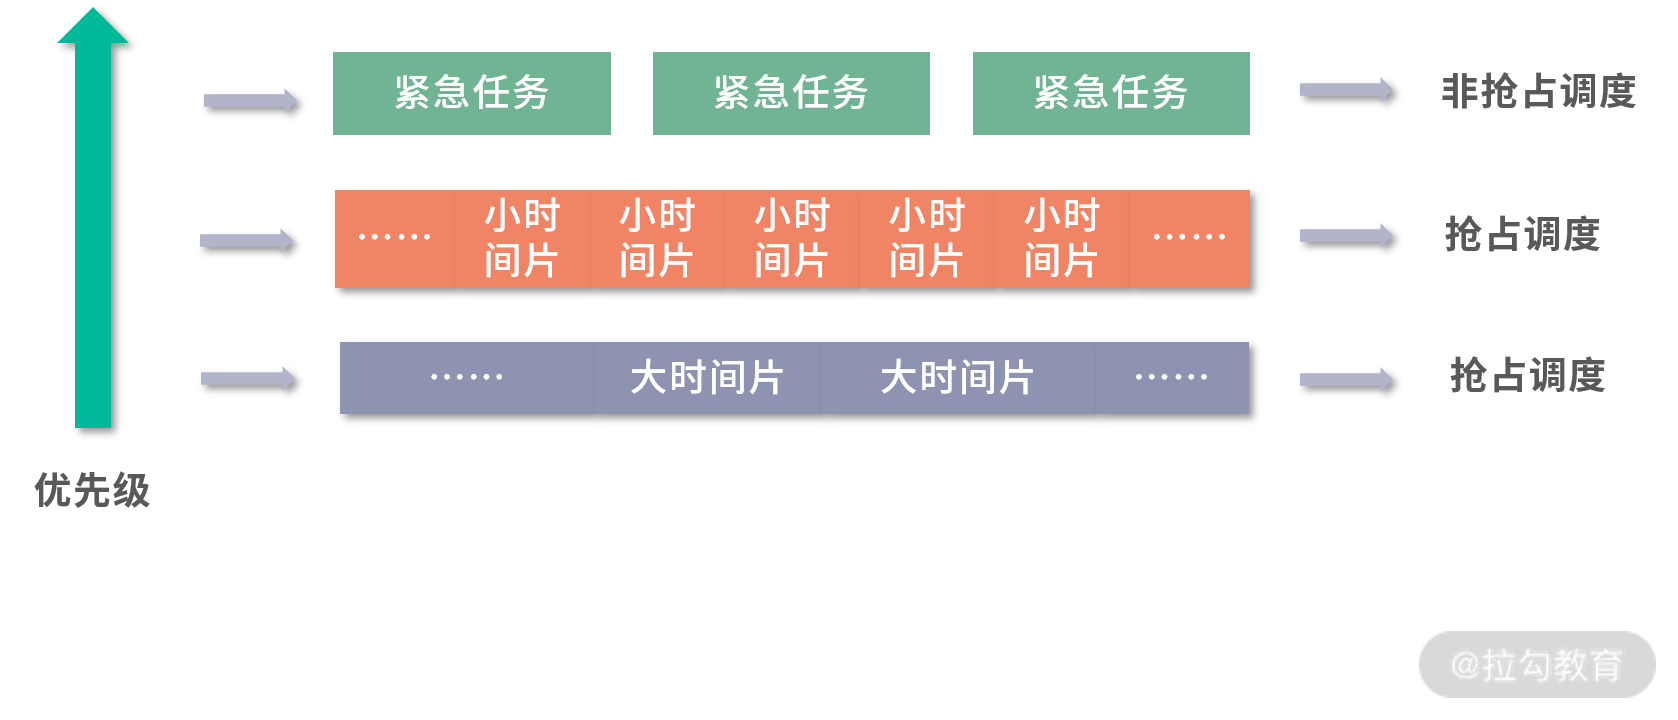 紧急任务 紧急任务 紧急任务 非抢占调度
…… 小时间片 小时间片 小时间片 小时间片 小时间片 …… 抢占调度
…… 大时间片 大时间片 …… 抢占调度
优先级
@拉勾教育